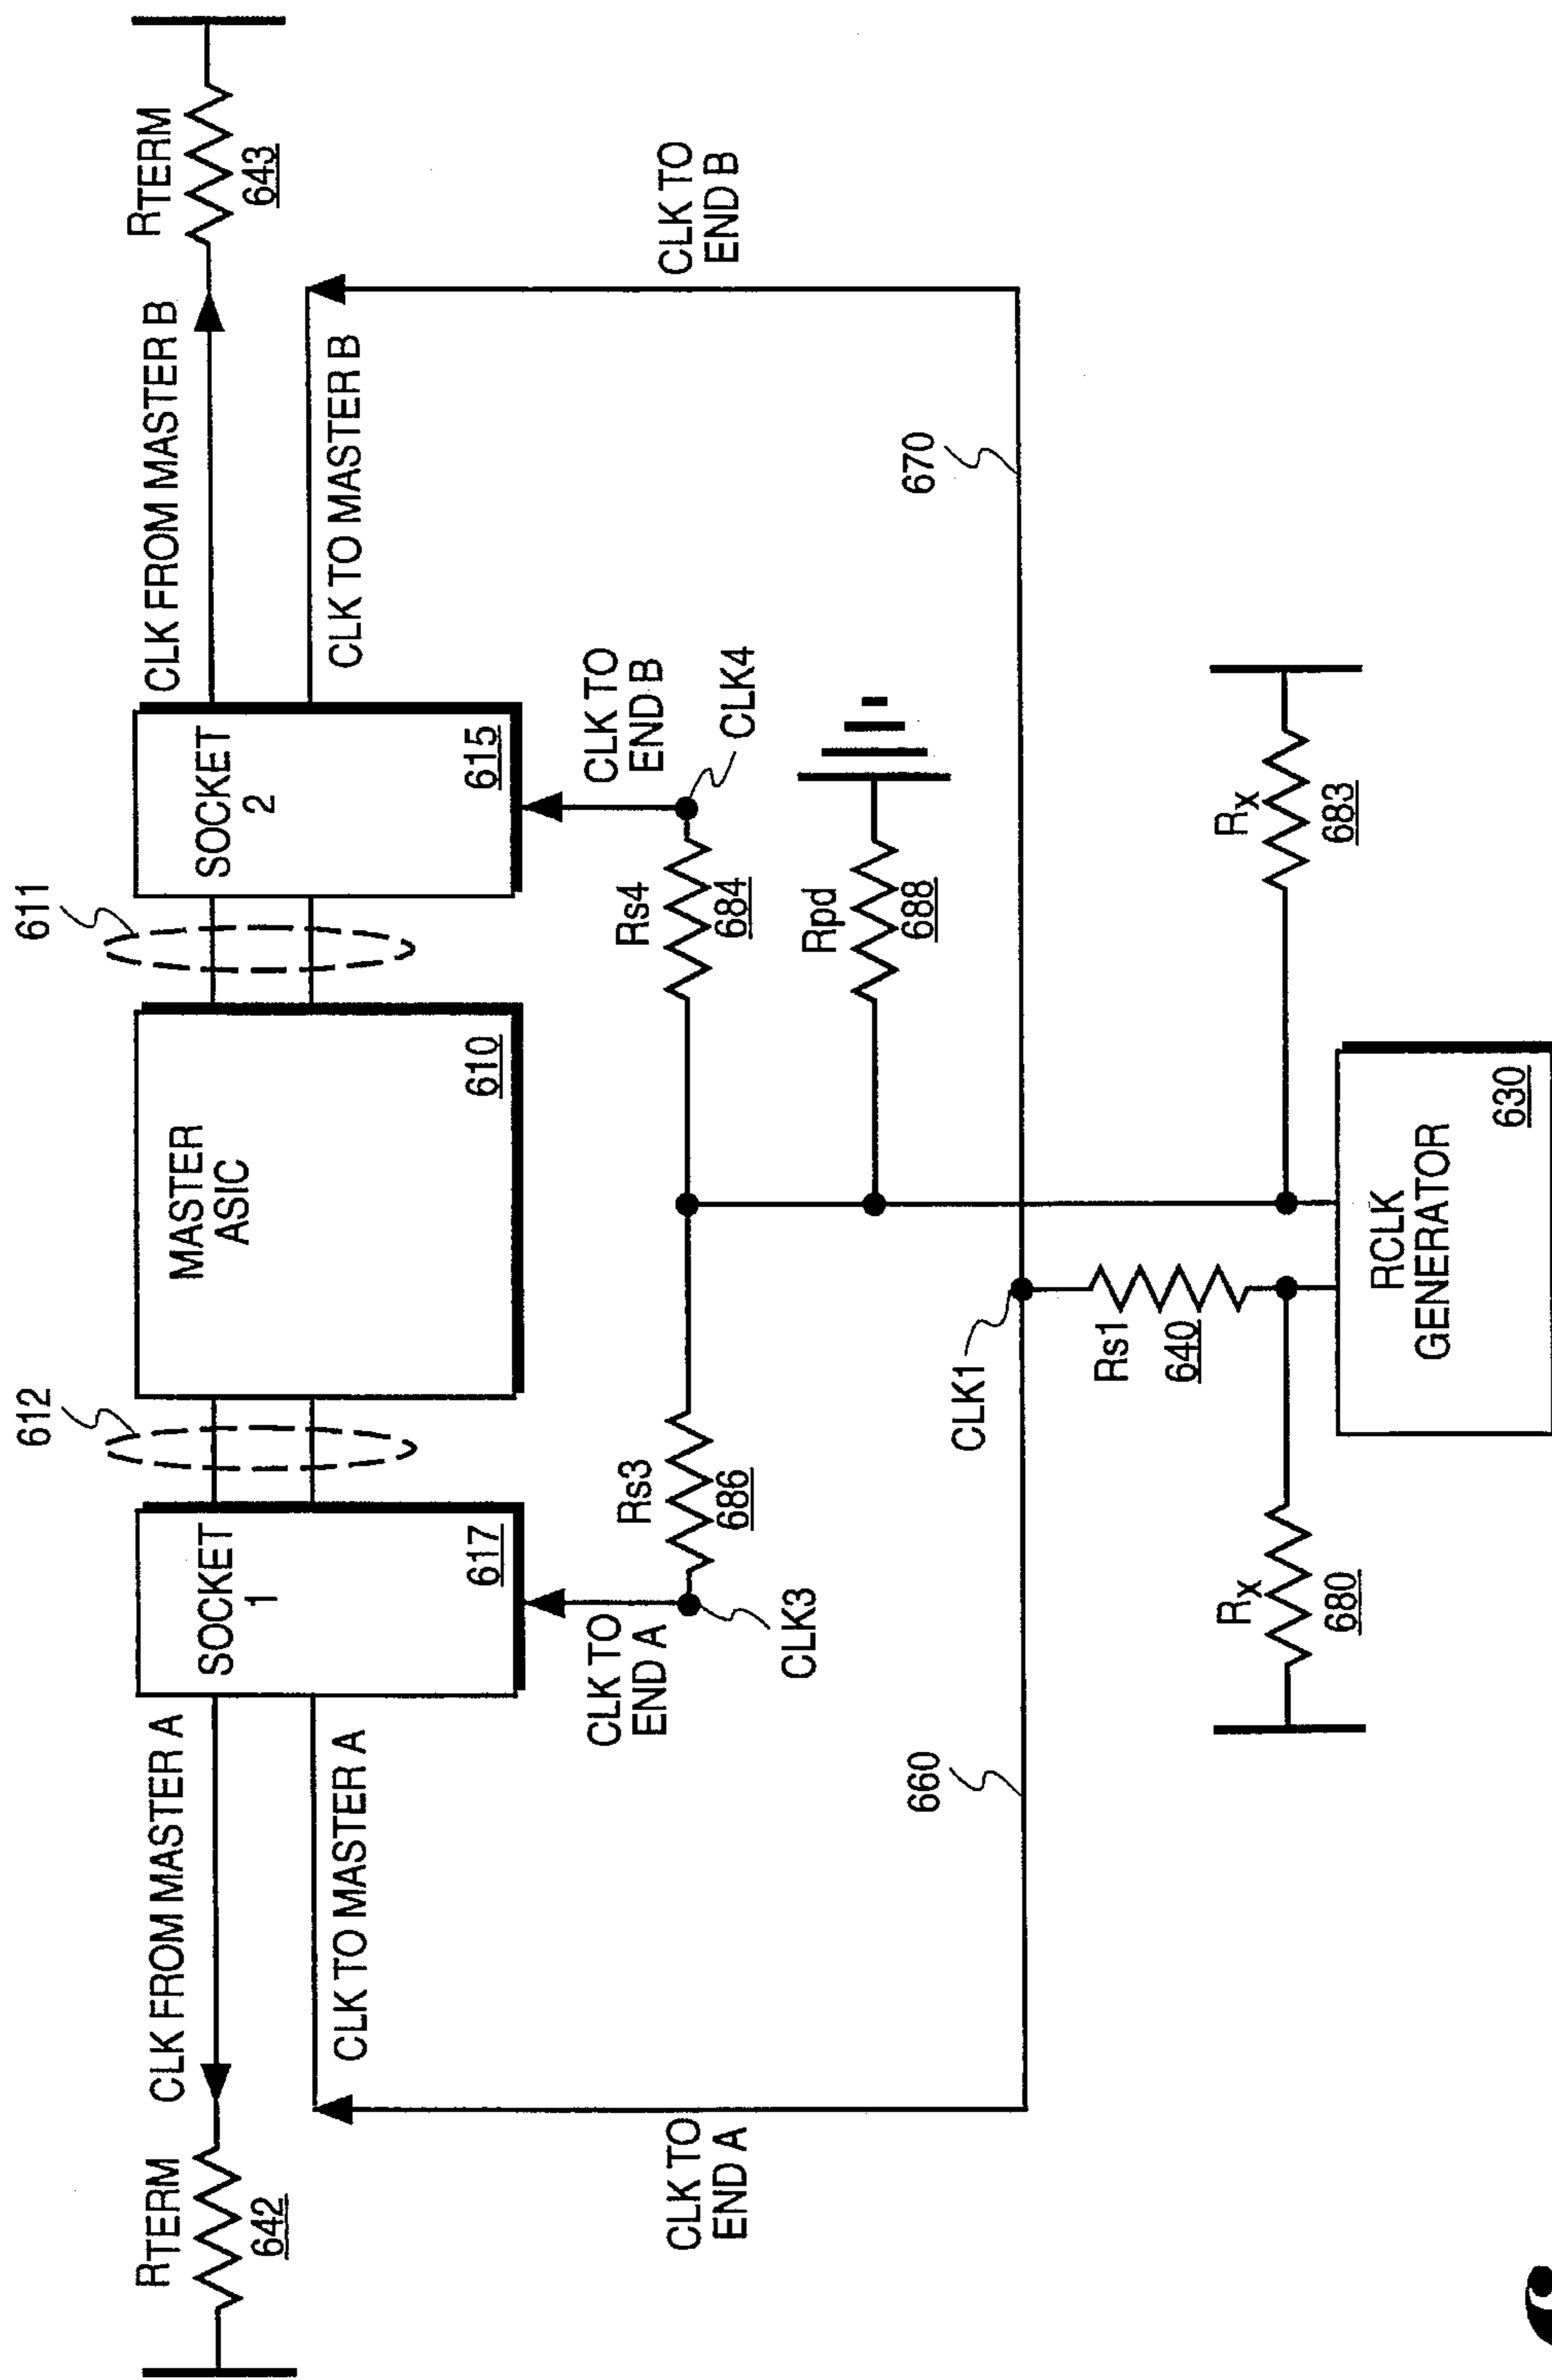 611
612
RTERM
642
CLK FROM MASTER A
CLK TO MASTER A
SOCKET
1
617
MASTER
ASIC
610
SOCKET
2
615
CLK FROM MASTER B
CLK TO MASTER B
RTERM
643
CLK TO
END A
CLK TO
END A
CLK3
Rs3
686
Rs4
684
CLK TO
END B
CLK4
CLK TO
END B
Rpd
688
660
CLK1
670
Rs1
640
Rx
680
Rx
683
RCLK
GENERATOR
630